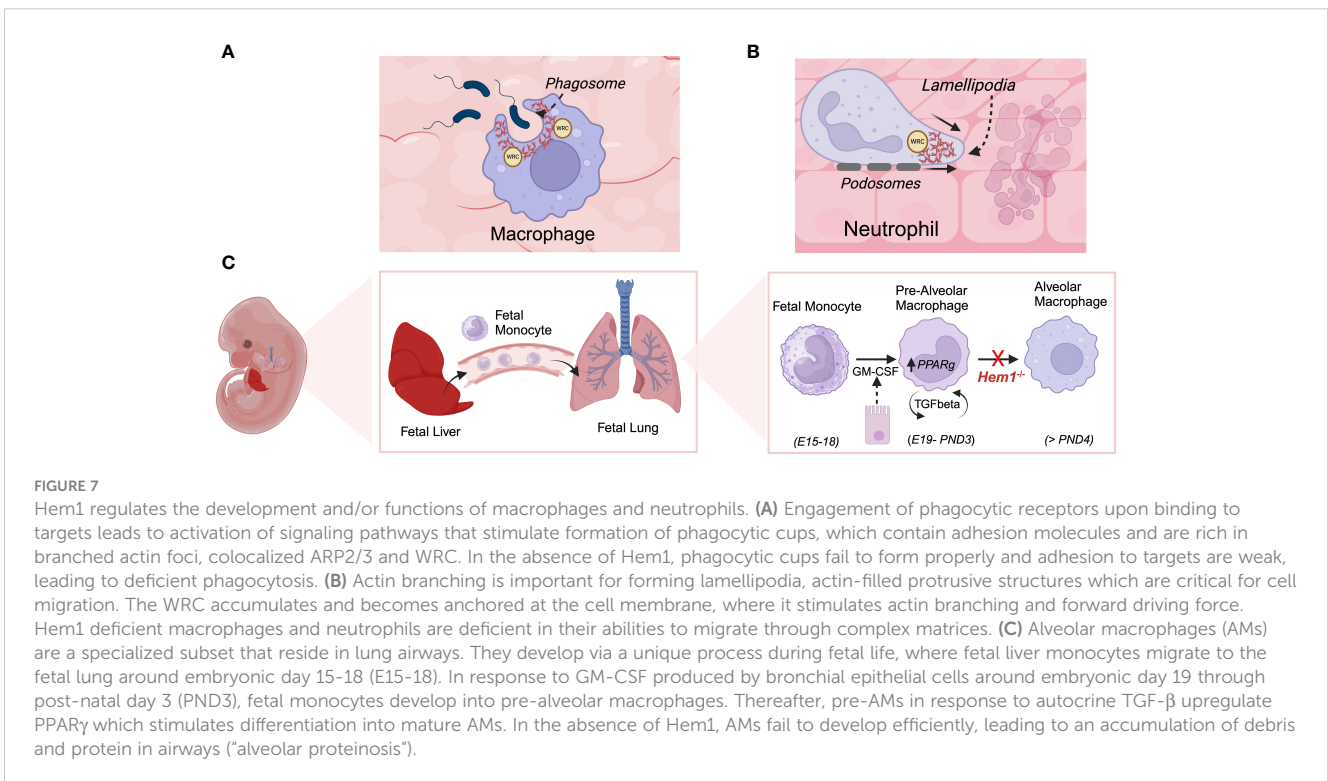 A
B
Phagosome
WRC
WRC
Macrophage
Lamellipodia
WRC
Podosomes
Neutrophil
C
Fetal
Monocyte
Fetal Liver
Fetal Lung
Fetal Monocyte
Pre-Alveolar
Macrophage
Alveolar
Macrophage
GM-CSF
PPARg
X
Hem1-/-
TGFbeta
(E15-18)
(E19- PND3)
(> PND4)
FIGURE 7
Hem1 regulates the development and/or functions of macrophages and neutrophils. (A) Engagement of phagocytic receptors upon binding to
targets leads to activation of signaling pathways that stimulate formation of phagocytic cups, which contain adhesion molecules and are rich in
branched actin foci, colocalized ARP2/3 and WRC. In the absence of Hem1, phagocytic cups fail to form properly and adhesion to targets are weak,
leading to deficient phagocytosis. (B) Actin branching is important for forming lamellipodia, actin-filled protrusive structures which are critical for cell
migration. The WRC accumulates and becomes anchored at the cell membrane, where it stimulates actin branching and forward driving force.
Hem1 deficient macrophages and neutrophils are deficient in their abilities to migrate through complex matrices. (C) Alveolar macrophages (AMs)
are a specialized subset that reside in lung airways. They develop via a unique process during fetal life, where fetal liver monocytes migrate to the
fetal lung around embryonic day 15-18 (E15-18). In response to GM-CSF produced by bronchial epithelial cells around embryonic day 19 through
post-natal day 3 (PND3), fetal monocytes develop into pre-alveolar macrophages. Thereafter, pre-AMs in response to autocrine TGF-β upregulate
PPARγ which stimulates differentiation into mature AMs. In the absence of Hem1, AMs fail to develop efficiently, leading to an accumulation of debris
and protein in airways (“alveolar proteinosis”).